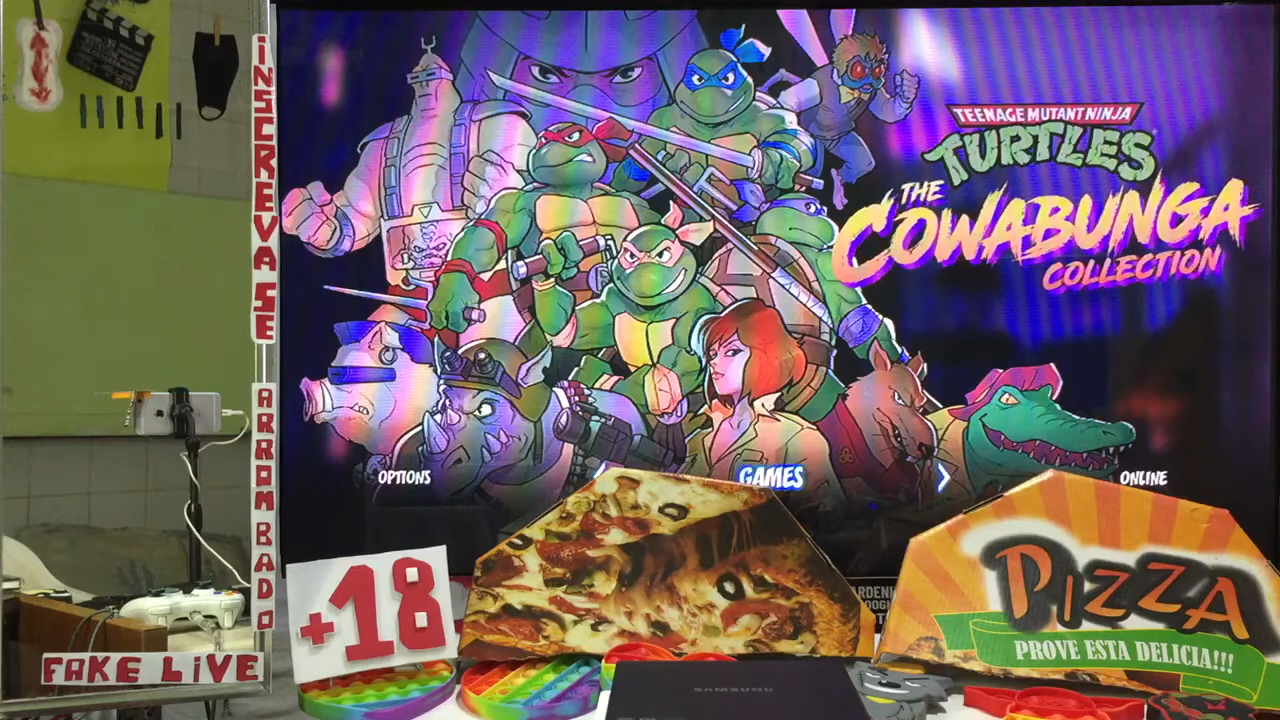 INSCREVA SE
ARROMBADO
FAKE LIVE
TEENAGE MUTANT NINJA
TURTLES
THE
COWABUNGA
COLLECTION
OPTIONS
GAMES
ONLINE
+18
PIZZA
PROVE ESTA DELICIA!!!
SAMSUNG